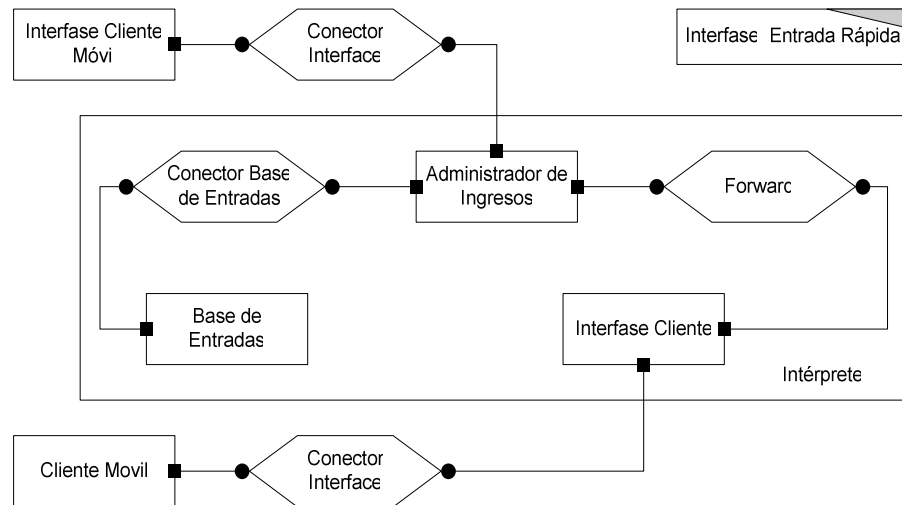 Interfase Cliente
Móvi
Conector
Interface
Interfase Entrada Rápida
Conector Base
de Entradas
Administrador de
Ingresos
Forward
Base de
Entradas
Interfase Cliente
Intérprete
Cliente Movil
Conector
Interface